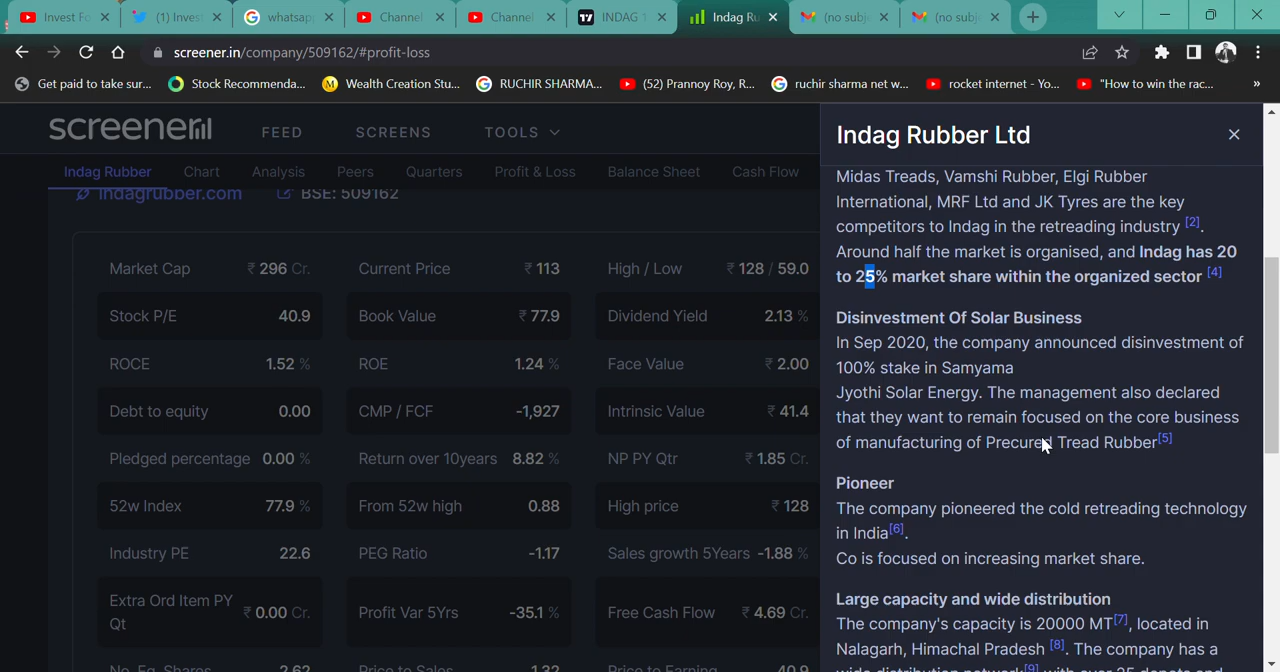 Invest Fo
(1) Invest
whatsap
Channel
Channel
INDAG 1
Indag Ru
(no subj
(no subj
screener.in/company/509162/#profit-loss
Get paid to take sur...
Stock Recommenda...
Wealth Creation Stu...
RUCHIR SHARMA...
(52) Prannoy Roy, R...
ruchir sharma net w...
rocket internet - Yo...
"How to win the rac...
»
screener
FEED
SCREENS
TOOLS
Indag Rubber
Chart
Analysis
Peers
Quarters
Profit & Loss
Balance Sheet
Cash Flow
indagrubber.com
BSE: 509162
Market Cap ₹ 296 Cr.
Current Price ₹ 113
High / Low ₹ 128 / 59.0
Stock P/E 40.9
Book Value ₹ 77.9
Dividend Yield 2.13 %
ROCE 1.52 %
ROE 1.24 %
Face Value ₹ 2.00
Debt to equity 0.00
CMP / FCF -1,927
Intrinsic Value ₹ 41.4
Pledged percentage 0.00 %
Return over 10years 8.82 %
NP PY Qtr ₹ 1.85 Cr.
52w Index 77.9 %
From 52w high 0.88
High price ₹ 128
Industry PE 22.6
PEG Ratio -1.17
Sales growth 5Years -1.88 %
Extra Ord Item PY
Qt ₹ 0.00 Cr.
Profit Var 5Yrs -35.1 %
Free Cash Flow ₹ 4.69 Cr.
No. Eq. Shares 2.62
Price to Sales 1.32
Price to Earning 40.9
Indag Rubber Ltd
Midas Treads, Vamshi Rubber, Elgi Rubber
International, MRF Ltd and JK Tyres are the key
competitors to Indag in the retreading industry [2].
Around half the market is organised, and Indag has 20
to 25% market share within the organized sector [4]
Disinvestment Of Solar Business
In Sep 2020, the company announced disinvestment of
100% stake in Samyama
Jyothi Solar Energy. The management also declared
that they want to remain focused on the core business
of manufacturing of Precured Tread Rubber[5]
Pioneer
The company pioneered the cold retreading technology
in India[6].
Co is focused on increasing market share.
Large capacity and wide distribution
The company's capacity is 20000 MT[7], located in
Nalagarh, Himachal Pradesh [8]. The company has a
wide distribution network[9] with over 25 depots and